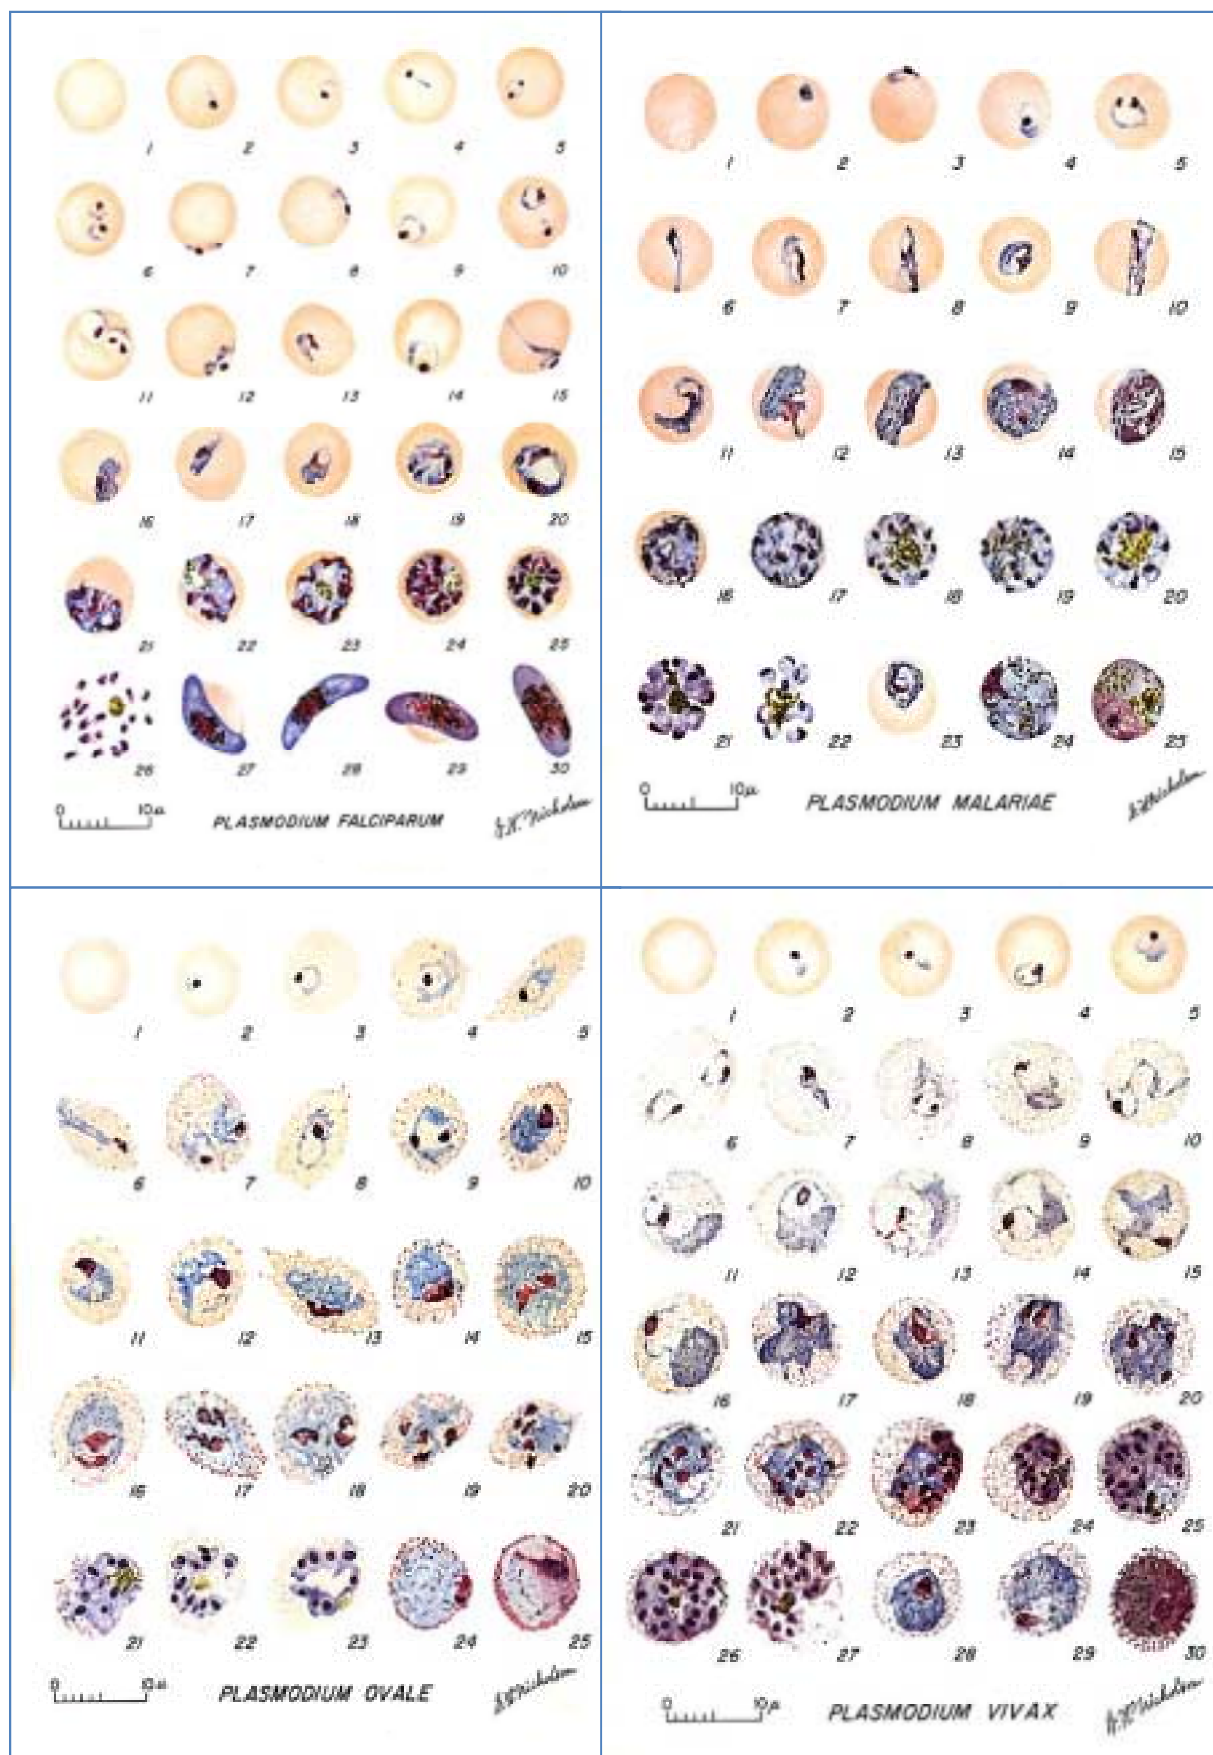 1 2 3 4 5
6 7 8 9 10
11 12 13 14 15
16 17 18 19 20
21 22 23 24 25
26 27 28 29 30
0 10µ
PLASMODIUM FALCIPARUM
1 2 3 4 5
6 7 8 9 10
11 12 13 14 15
16 17 18 19 20
21 22 23 24 25
0 10µ
PLASMODIUM MALARIAE
1 2 3 4 5
6 7 8 9 10
11 12 13 14 15
16 17 18 19 20
21 22 23 24 25
0 10µ
PLASMODIUM OVALE
1 2 3 4 5
6 7 8 9 10
11 12 13 14 15
16 17 18 19 20
21 22 23 24 25
26 27 28 29 30
0 10µ
PLASMODIUM VIVAX